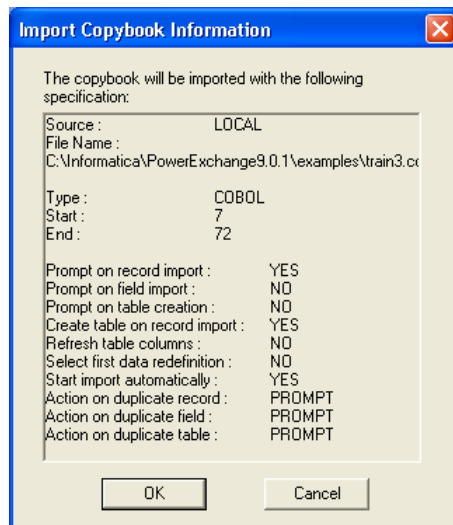 Import Copybook Information
The copybook will be imported with the following
specification:
Source : LOCAL
File Name :
C:\Informatica\PowerExchange9.0.1\examples\train3.co
Type : COBOL
Start : 7
End : 72
Prompt on record import : YES
Prompt on field import : NO
Prompt on table creation : NO
Create table on record import : YES
Refresh table columns : NO
Select first data redefinition : NO
Start import automatically : YES
Action on duplicate record : PROMPT
Action on duplicate field : PROMPT
Action on duplicate table : PROMPT
OK Cancel